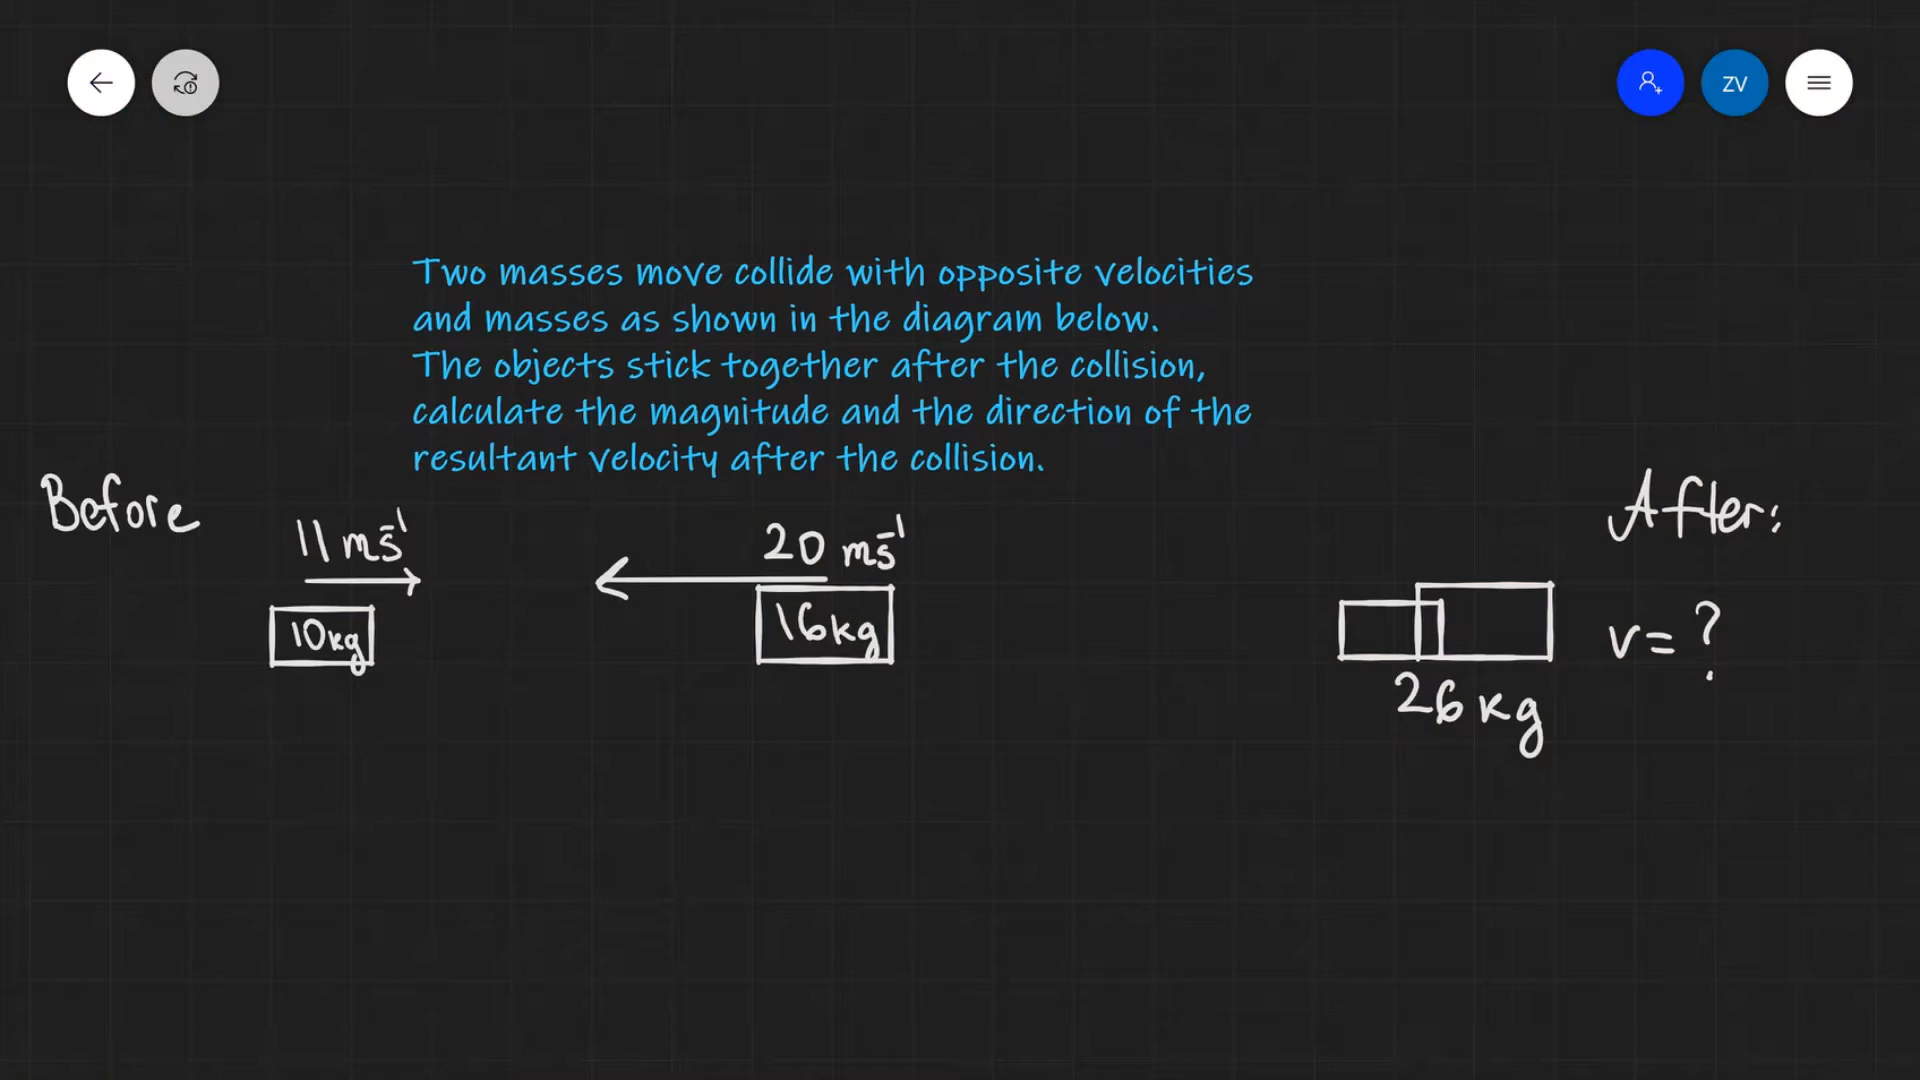 ZV
Two masses move collide with opposite velocities
and masses as shown in the diagram below.
The objects stick together after the collision,
calculate the magnitude and the direction of the
resultant velocity after the collision.
Before
11 ms⁻¹
20 ms⁻¹
10kg
16kg
After:
v = ?
26 kg